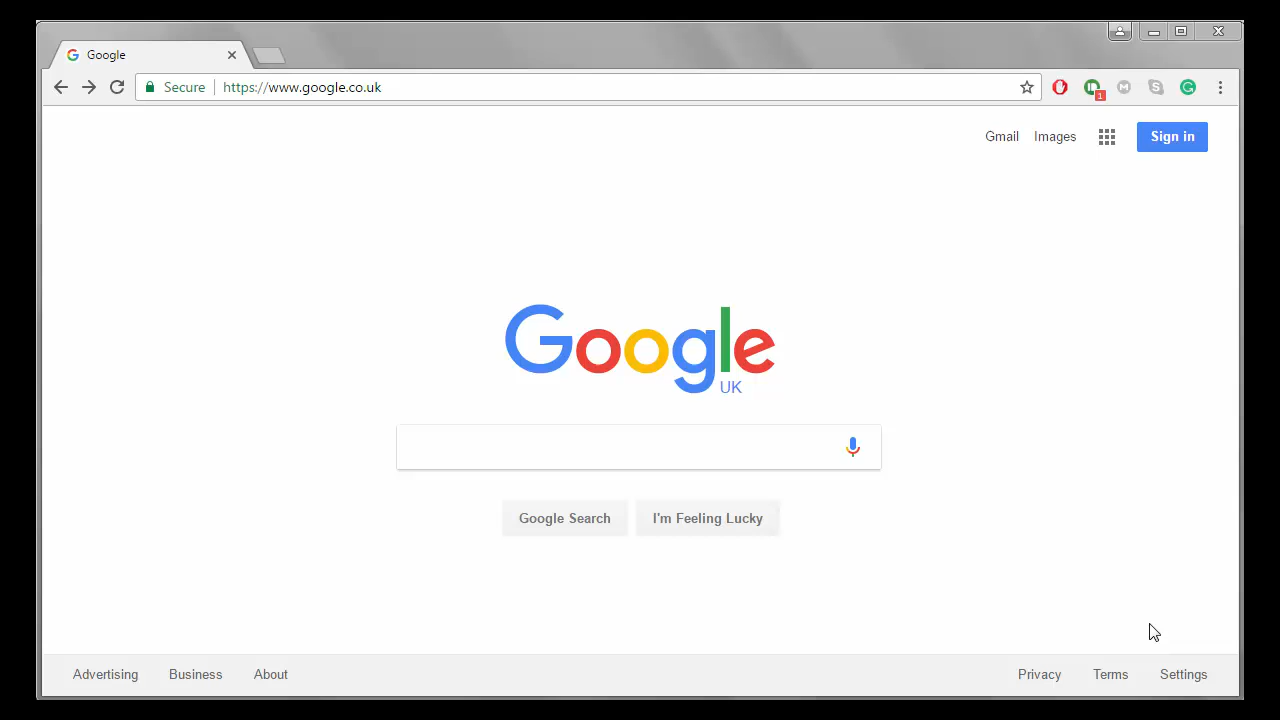 Google
Secure https://www.google.co.uk
1
Gmail Images Sign in
Google
UK
Google Search I'm Feeling Lucky
Advertising Business About Privacy Terms Settings